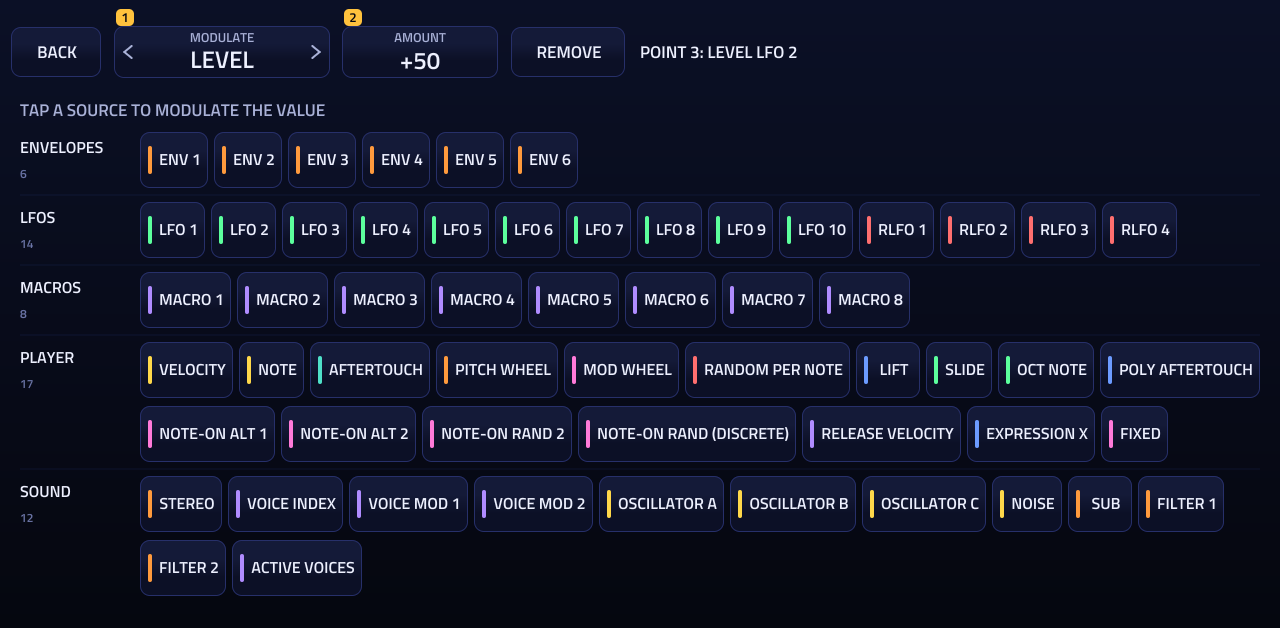 1
2
BACK
MODULATE
LEVEL
AMOUNT
+50
REMOVE
POINT 3: LEVEL LFO 2
TAP A SOURCE TO MODULATE THE VALUE
ENVELOPES
6
ENV 1 ENV 2 ENV 3 ENV 4 ENV 5 ENV 6
LFOS
14
LFO 1 LFO 2 LFO 3 LFO 4 LFO 5 LFO 6 LFO 7 LFO 8 LFO 9 LFO 10 RLFO 1 RLFO 2 RLFO 3 RLFO 4
MACROS
8
MACRO 1 MACRO 2 MACRO 3 MACRO 4 MACRO 5 MACRO 6 MACRO 7 MACRO 8
PLAYER
17
VELOCITY NOTE AFTERTOUCH PITCH WHEEL MOD WHEEL RANDOM PER NOTE LIFT SLIDE OCT NOTE POLY AFTERTOUCH
NOTE-ON ALT 1 NOTE-ON ALT 2 NOTE-ON RAND 2 NOTE-ON RAND (DISCRETE) RELEASE VELOCITY EXPRESSION X FIXED
SOUND
12
STEREO VOICE INDEX VOICE MOD 1 VOICE MOD 2 OSCILLATOR A OSCILLATOR B OSCILLATOR C NOISE SUB FILTER 1
FILTER 2 ACTIVE VOICES